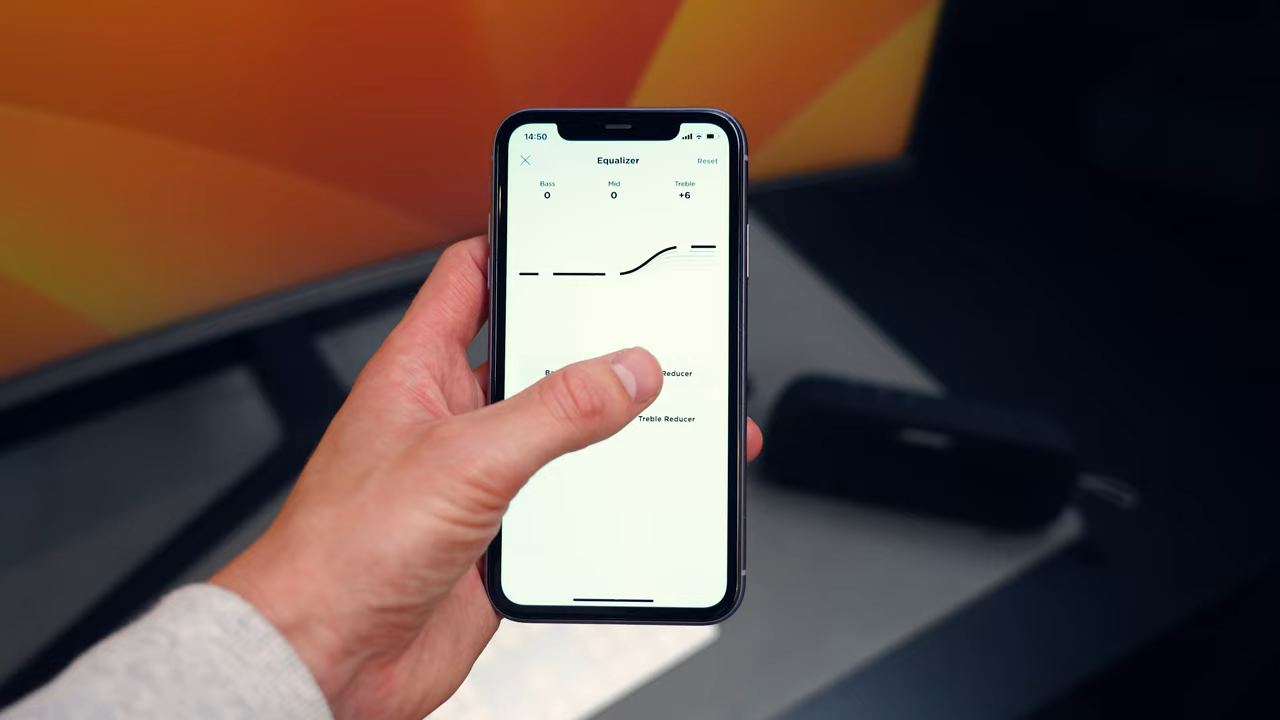 14:50
Equalizer Reset
Bass Mid Treble
0 0 +6
Reducer
Treble Reducer